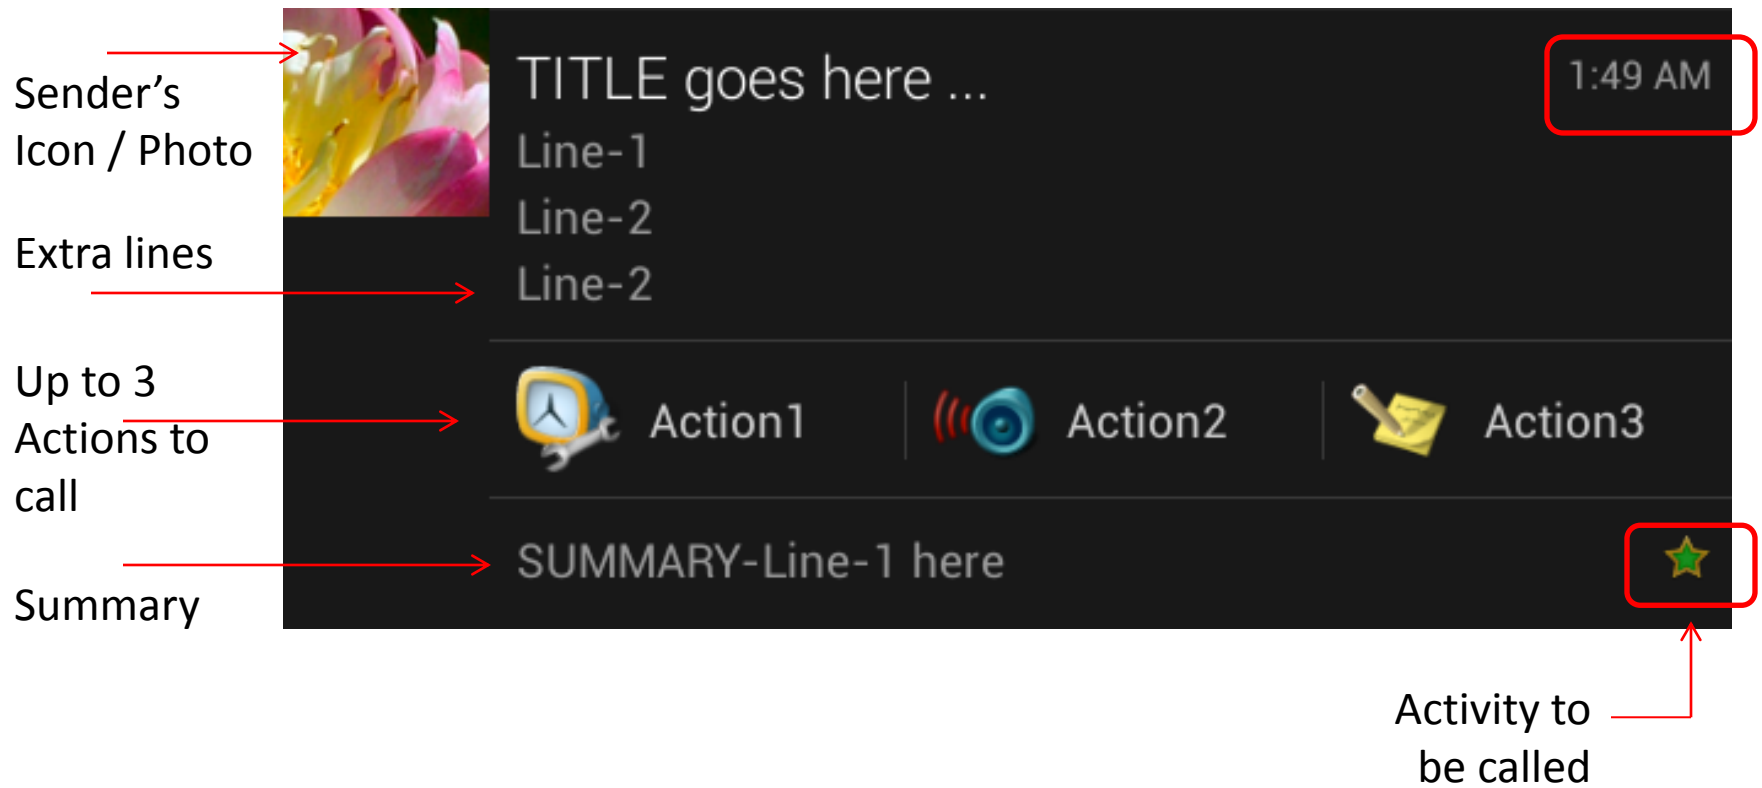 Sender’s
Icon / Photo
Extra lines
Up to 3
Actions to
call
Summary
TITLE goes here ...
1:49 AM
Line-1
Line-2
Line-2
Action1
Action2
Action3
SUMMARY-Line-1 here
Activity to
be called